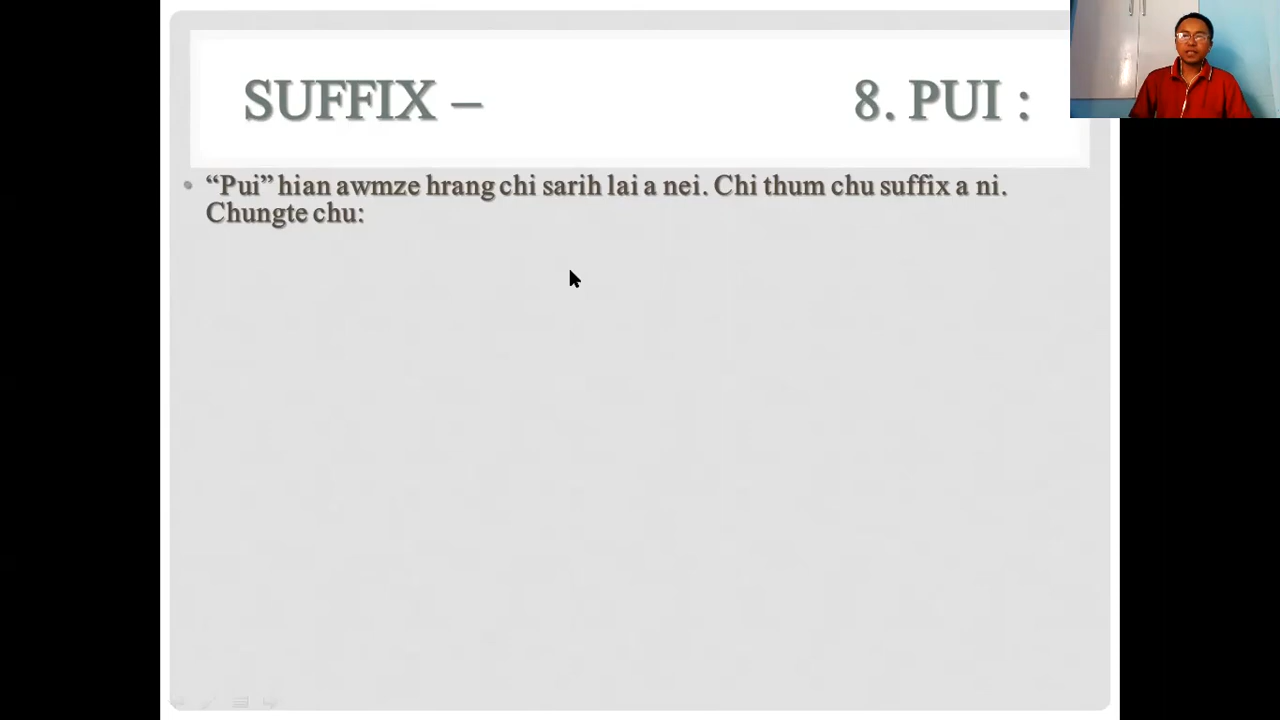 SUFFIX – 8. PUI :
“Pui” hian awmze hrang chi sarih lai a nei. Chi thum chu suffix a ni.
Chungte chu: